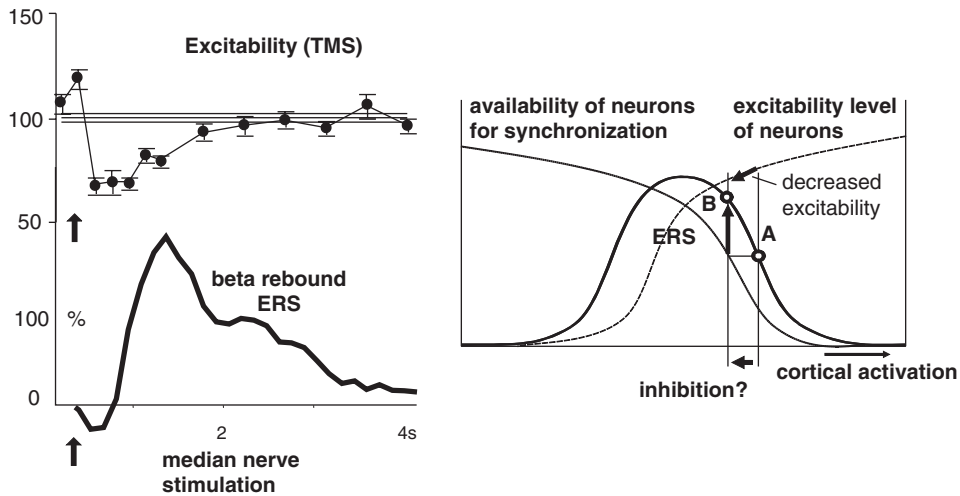 150
Excitability (TMS)
100
50
beta rebound
ERS
100
%
0
2
4s
median nerve
stimulation
availability of neurons
for synchronization
excitability level
of neurons
decreased
excitability
B
A
ERS
cortical activation
inhibition?